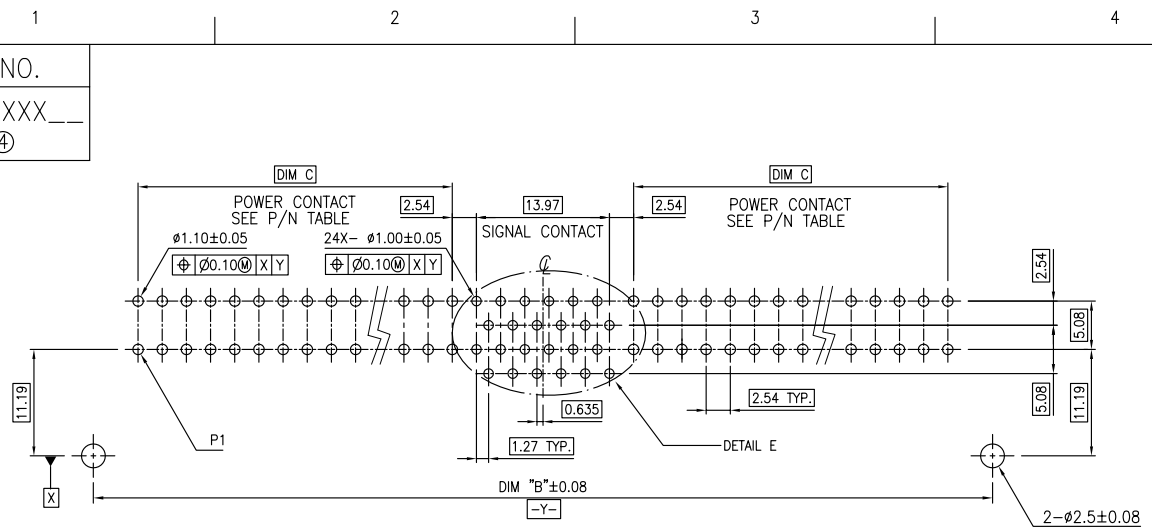 1 2 3 4
NO.
XXX__
④
DIM C
DIM C
POWER CONTACT
SEE P/N TABLE
2.54
13.97
2.54
POWER CONTACT
SEE P/N TABLE
SIGNAL CONTACT
ø1.10±0.05
⌖ Ø0.10Ⓜ X Y
24X- ø1.00±0.05
⌖ Ø0.10Ⓜ X Y
℄
2.54
5.08
5.08
11.19
11.19
2.54 TYP.
0.635
1.27 TYP.
P1
DETAIL E
X
DIM "B"±0.08
-Y-
2-ø2.5±0.08